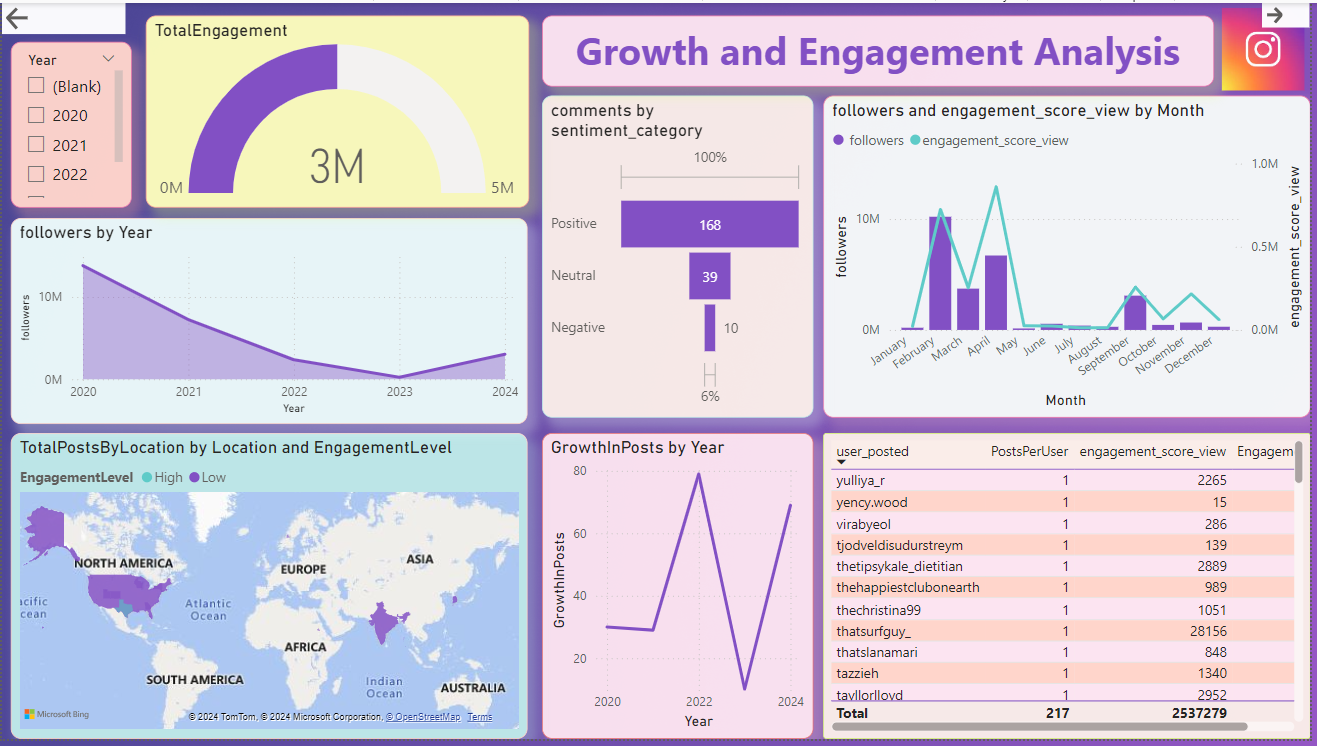 Year
(Blank)
2020
2021
2022
TotalEngagement
3M
0M
5M
Growth and Engagement Analysis
followers by Year
followers
10M
0M
2020 2021 2022 2023 2024
Year
comments by
sentiment_category
100%
Positive 168
Neutral 39
Negative 10
6%
followers and engagement_score_view by Month
followers engagement_score_view
followers
10M
0M
1.0M
0.5M
0.0M
engagement_score_view
January February March April May June July August September October November December
Month
TotalPostsByLocation by Location and EngagementLevel
EngagementLevel High Low
NORTH AMERICA
EUROPE
ASIA
acific
cean
Atlantic
Ocean
AFRICA
SOUTH AMERICA
Indian
Ocean
AUSTRALIA
Microsoft Bing
© 2024 TomTom, © 2024 Microsoft Corporation, © OpenStreetMap Terms
GrowthInPosts by Year
GrowthInPosts
80
60
40
20
2020 2022 2024
Year
user_posted PostsPerUser engagement_score_view Engagem
yulliya_r 1 2265
yency.wood 1 15
virabyeol 1 286
tjodveldisudurstreym 1 139
thetipsykale_dietitian 1 2889
thehappiestclubonearth 1 989
thechristina99 1 1051
thatsurfguy_ 1 28156
thatslanamari 1 848
tazzieh 1 1340
tayllorlloyd 1 2952
Total 217 2537279